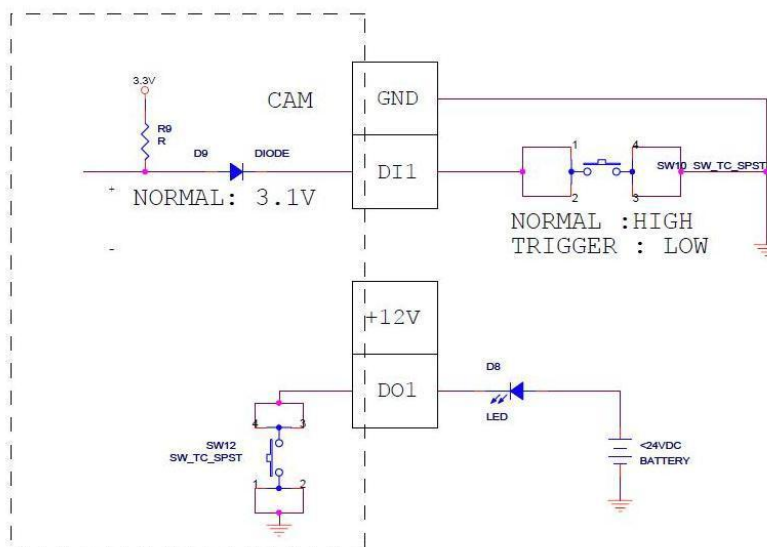 3.3V
R9
R
CAM
GND
D9
DIODE
DI1
1
4
SW10 SW_TC_SPST
2
3
+
NORMAL: 3.1V
-
NORMAL :HIGH
TRIGGER : LOW
+12V
D8
DO1
LED
4
3
SW12
SW_TC_SPST
1
2
<24VDC
BATTERY